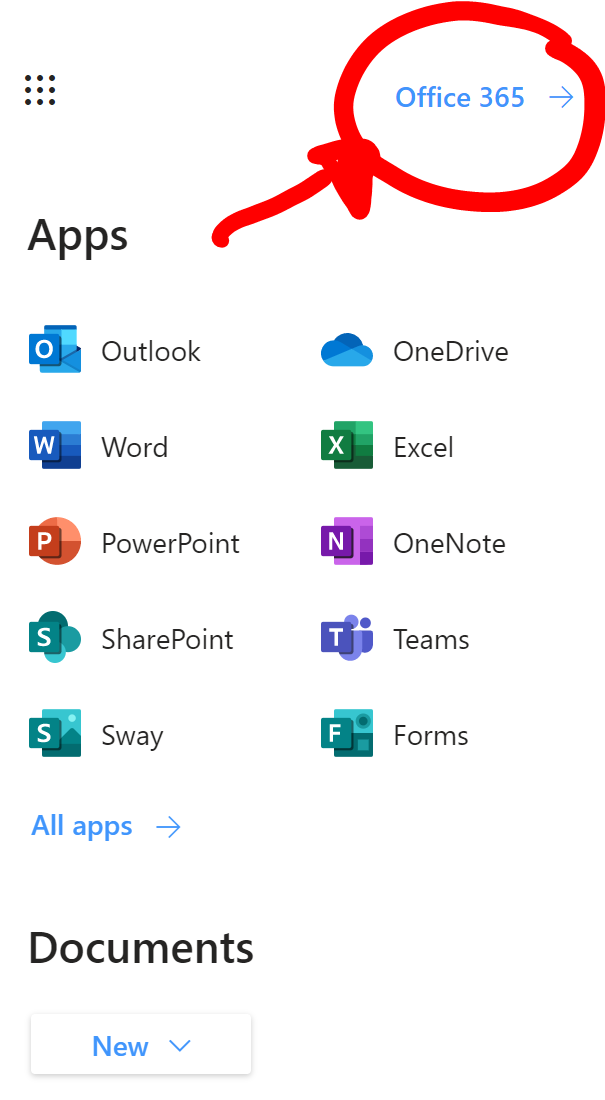 Office 365 →
Apps
Outlook OneDrive
Word Excel
PowerPoint OneNote
SharePoint Teams
Sway Forms
All apps →
Documents
New